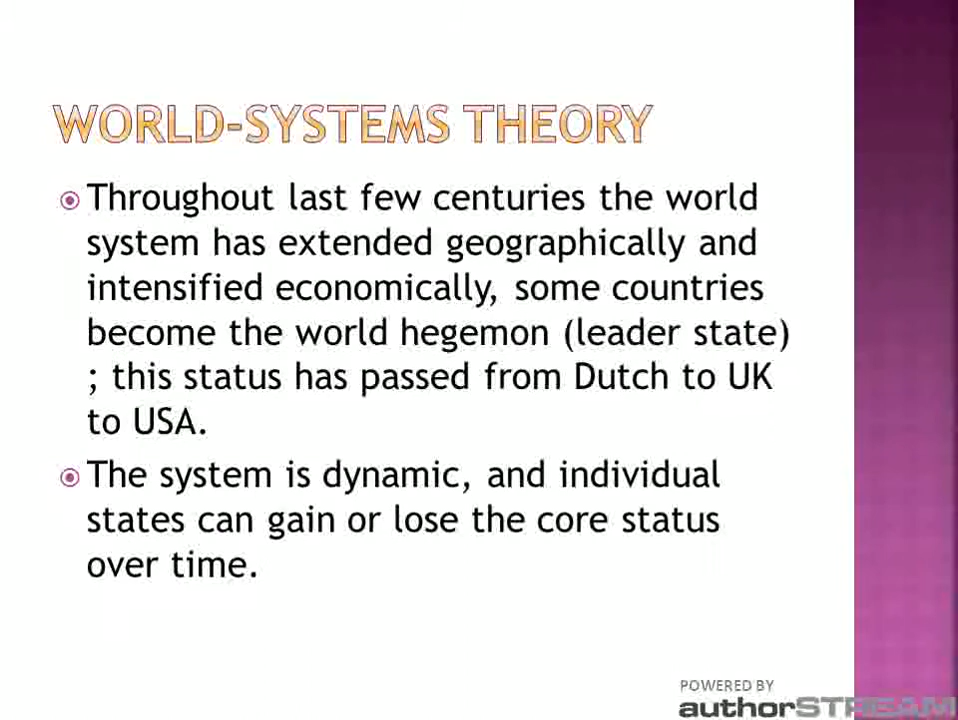 WORLD-SYSTEMS THEORY
Throughout last few centuries the world
system has extended geographically and
intensified economically, some countries
become the world hegemon (leader state)
; this status has passed from Dutch to UK
to USA.
The system is dynamic, and individual
states can gain or lose the core status
over time.
POWERED BY
authorSTREAM